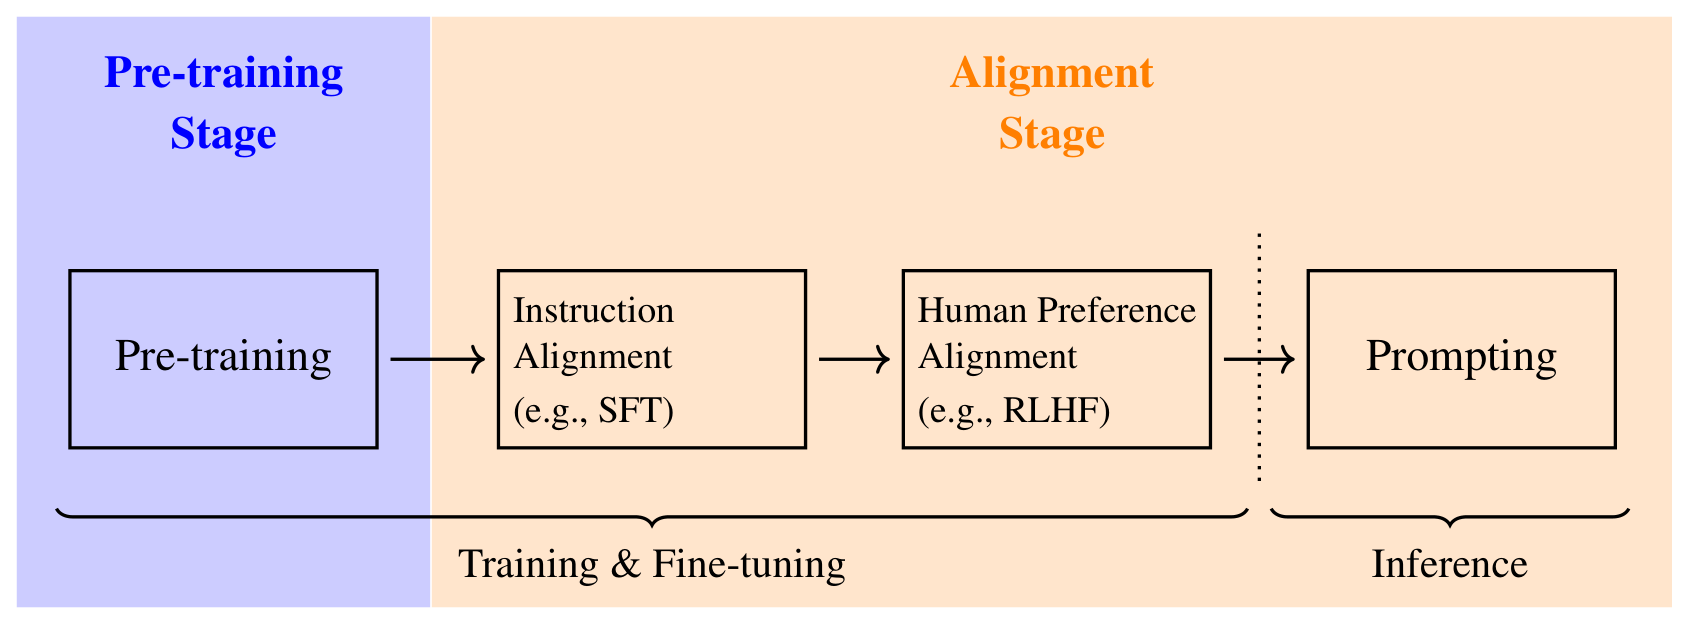 Pre-training
Stage
Alignment
Stage
Pre-training
Instruction
Alignment
(e.g., SFT)
Human Preference
Alignment
(e.g., RLHF)
Prompting
Training & Fine-tuning
Inference